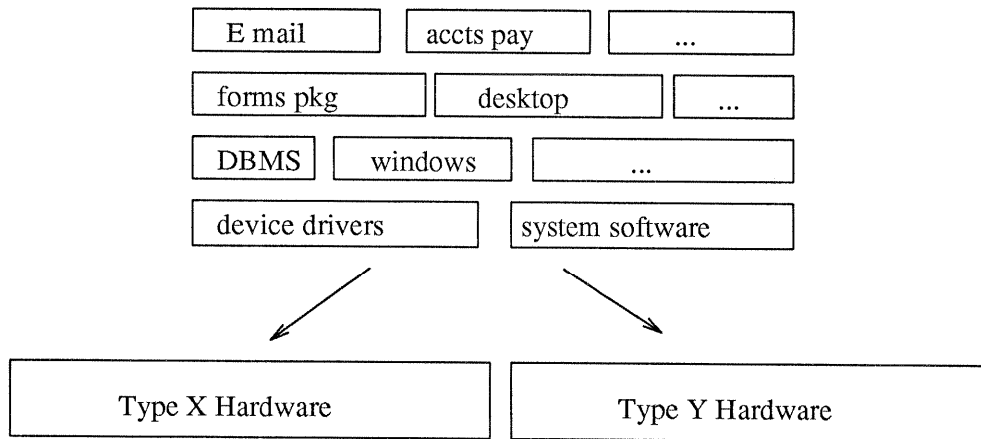 E mail accts pay ...
forms pkg desktop ...
DBMS windows ...
device drivers system software
Type X Hardware Type Y Hardware